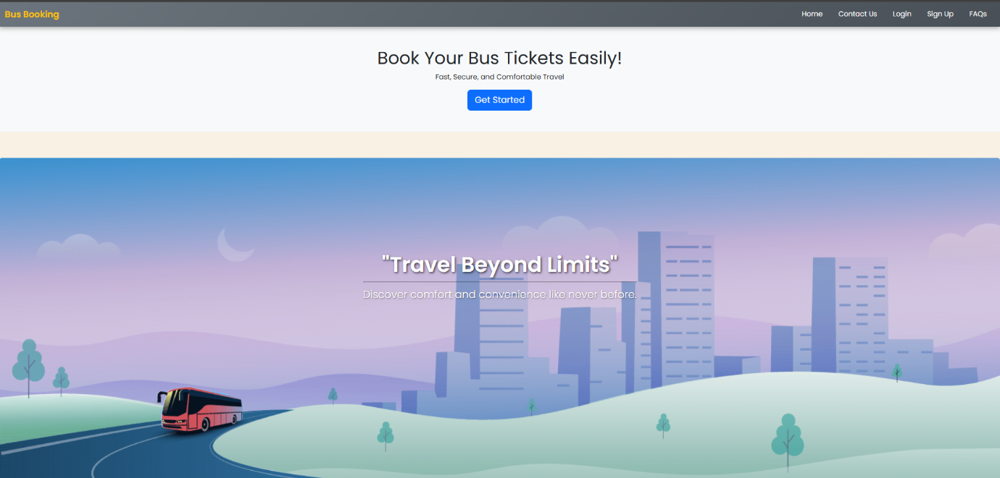 Bus Booking
Home Contact Us Login Sign Up FAQs
Book Your Bus Tickets Easily!
Fast, Secure, and Comfortable Travel
Get Started
"Travel Beyond Limits"
Discover comfort and convenience like never before.